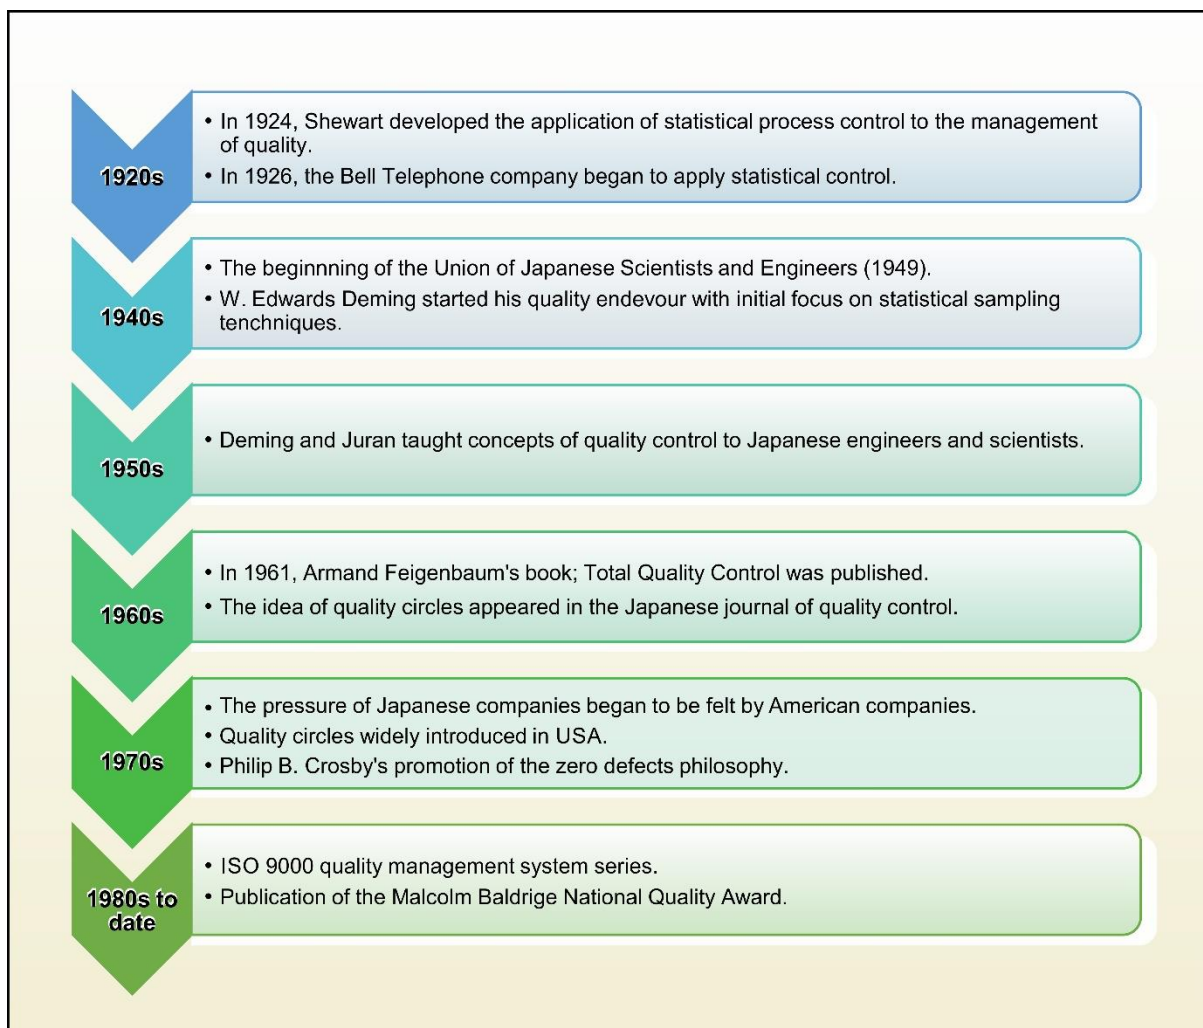 1920s
• In 1924, Shewart developed the application of statistical process control to the management
of quality.
• In 1926, the Bell Telephone company began to apply statistical control.
1940s
• The beginnning of the Union of Japanese Scientists and Engineers (1949).
• W. Edwards Deming started his quality endevour with initial focus on statistical sampling
tenchniques.
1950s
• Deming and Juran taught concepts of quality control to Japanese engineers and scientists.
1960s
• In 1961, Armand Feigenbaum's book; Total Quality Control was published.
• The idea of quality circles appeared in the Japanese journal of quality control.
1970s
• The pressure of Japanese companies began to be felt by American companies.
• Quality circles widely introduced in USA.
• Philip B. Crosby's promotion of the zero defects philosophy.
1980s to
date
• ISO 9000 quality management system series.
• Publication of the Malcolm Baldrige National Quality Award.